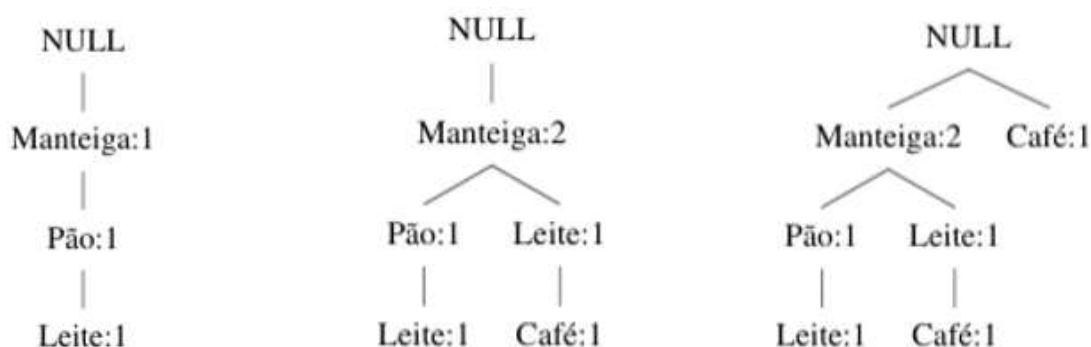 NULL
Manteiga:1
Pão:1
Leite:1
NULL
Manteiga:2
Pão:1 Leite:1
Leite:1 Café:1
NULL
Manteiga:2 Café:1
Pão:1 Leite:1
Leite:1 Café:1